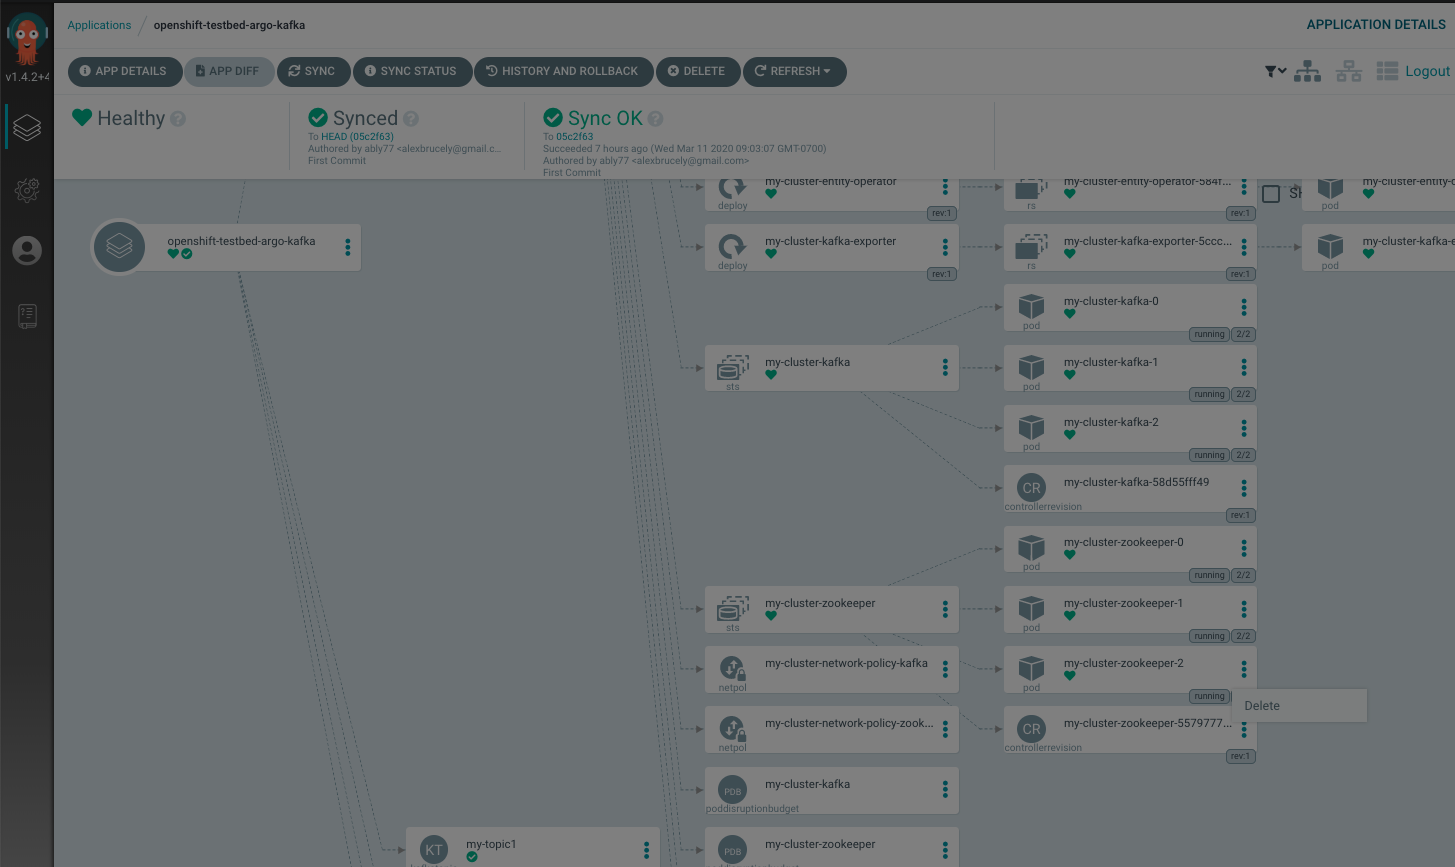 Applications / openshift-testbed-argo-kafka
APPLICATION DETAILS
v1.4.2+4
APP DETAILS
APP DIFF
SYNC
SYNC STATUS
HISTORY AND ROLLBACK
DELETE
REFRESH
Logout
Healthy ?
Synced ?
To HEAD (05c2f63)
Authored by ably77 <alexbrucely@gmail.c...
First Commit
Sync OK ?
To 05c2f63
Succeeded 7 hours ago (Wed Mar 11 2020 09:03:07 GMT-0700)
Authored by ably77 <alexbrucely@gmail.com>
First Commit
my-cluster-entity-operator
deploy
rev:1
my-cluster-entity-operator-584f...
rs
rev:1
my-cluster-entity-
pod
openshift-testbed-argo-kafka
my-cluster-kafka-exporter
deploy
rev:1
my-cluster-kafka-exporter-5ccc...
rs
rev:1
my-cluster-kafka-e
pod
my-cluster-kafka-0
pod
running 2/2
my-cluster-kafka
sts
my-cluster-kafka-1
pod
running 2/2
my-cluster-kafka-2
pod
running 2/2
CR
my-cluster-kafka-58d55fff49
controllerrevision
rev:1
my-cluster-zookeeper-0
pod
running 2/2
my-cluster-zookeeper
sts
my-cluster-zookeeper-1
pod
running 2/2
my-cluster-network-policy-kafka
netpol
my-cluster-zookeeper-2
pod
running
Delete
my-cluster-network-policy-zook...
netpol
CR
my-cluster-zookeeper-5579777...
controllerrevision
rev:1
PDB
my-cluster-kafka
poddisruptionbudget
KT
my-topic1
PDB
my-cluster-zookeeper